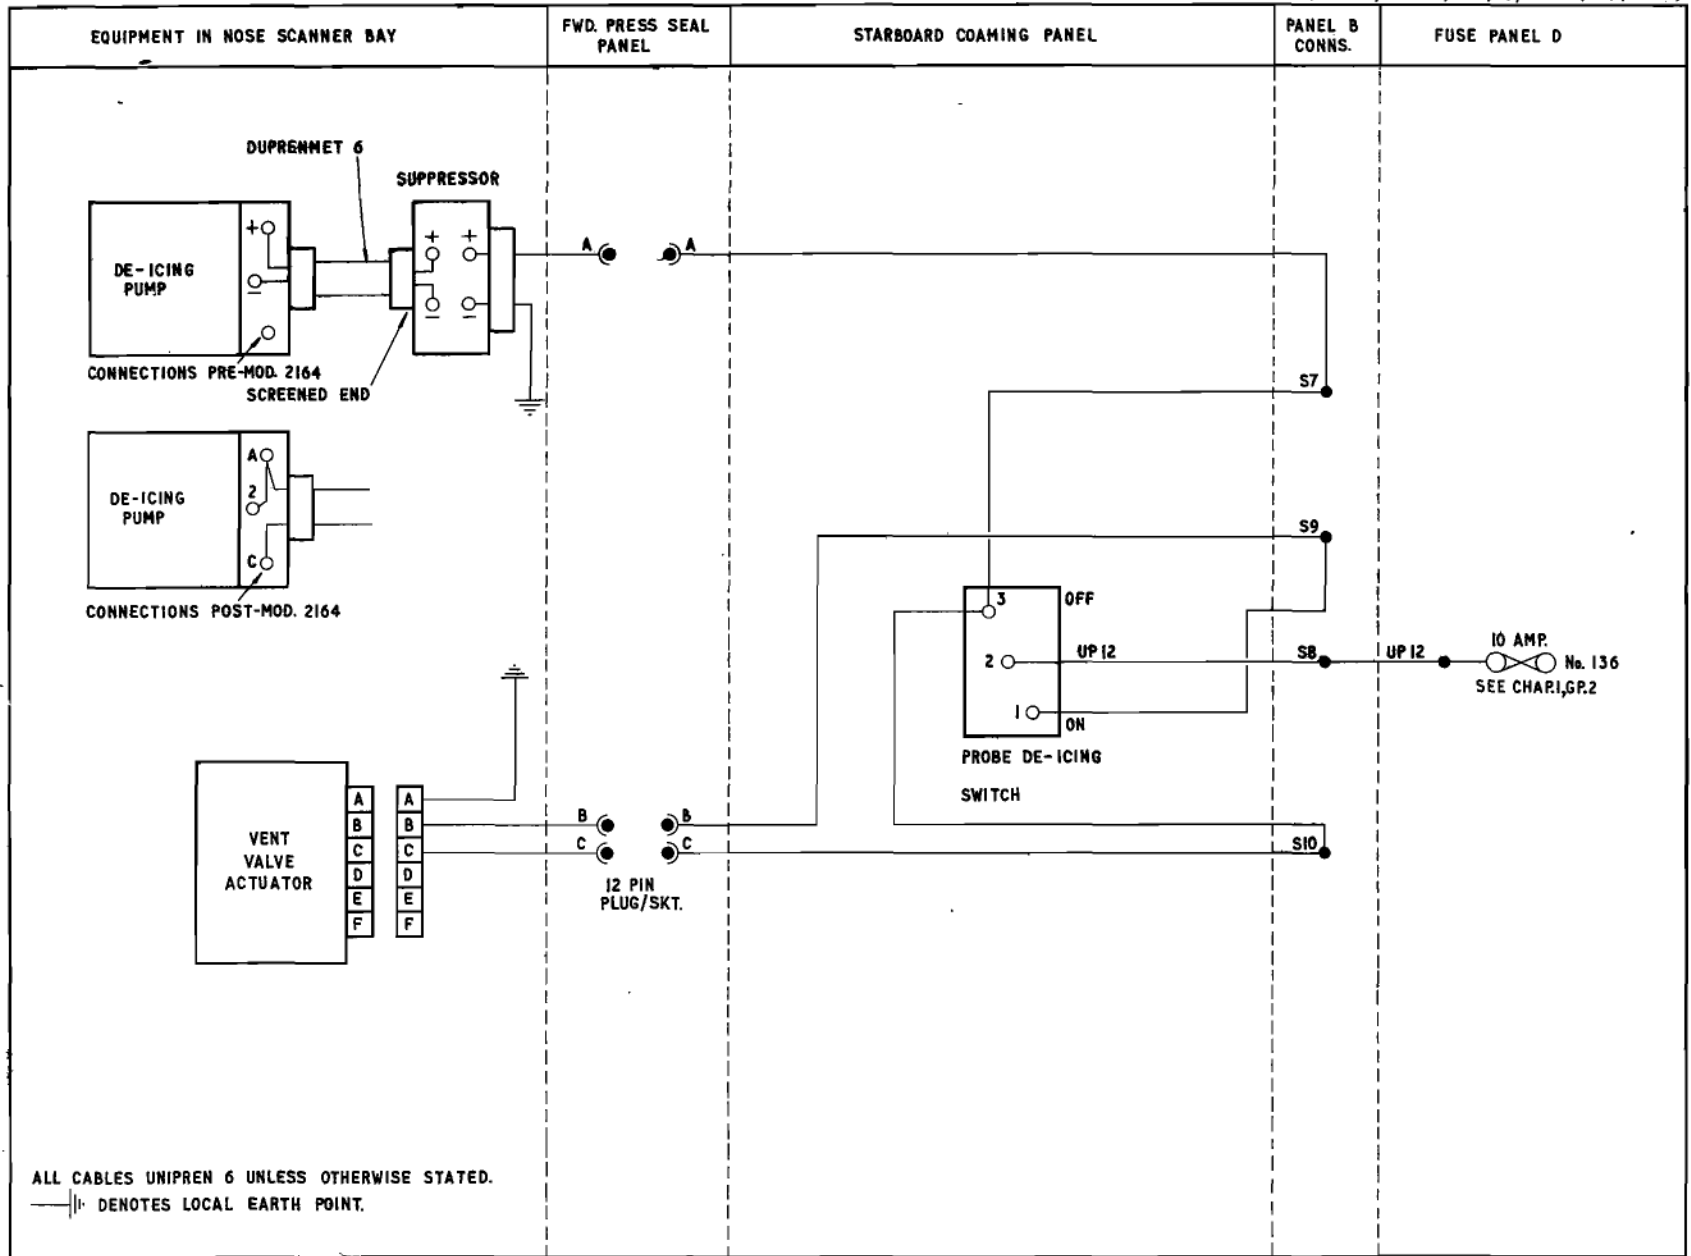 EQUIPMENT IN NOSE SCANNER BAY
FWD. PRESS SEAL
PANEL
STARBOARD COAMING PANEL
PANEL B
CONNS.
FUSE PANEL D
DUPRENMET 6
SUPPRESSOR
DE-ICING
PUMP
+
−
+
+
−
−
A
A
CONNECTIONS PRE-MOD. 2164
SCREENED END
S7
DE-ICING
PUMP
A
2
C
CONNECTIONS POST-MOD. 2164
S9
3
OFF
2
UP 12
S8
UP 12
10 AMP.
No. 136
SEE CHAP.1,GP.2
1
ON
PROBE DE-ICING
SWITCH
VENT
VALVE
ACTUATOR
A
B
C
D
E
F
A
B
C
D
E
F
B
B
C
C
S10
12 PIN
PLUG/SKT.
ALL CABLES UNIPREN 6 UNLESS OTHERWISE STATED.
DENOTES LOCAL EARTH POINT.